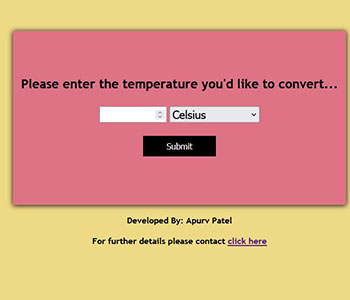 Please enter the temperature you'd like to convert...
Celsius
Submit
Developed By: Apurv Patel
For further details please contact click here